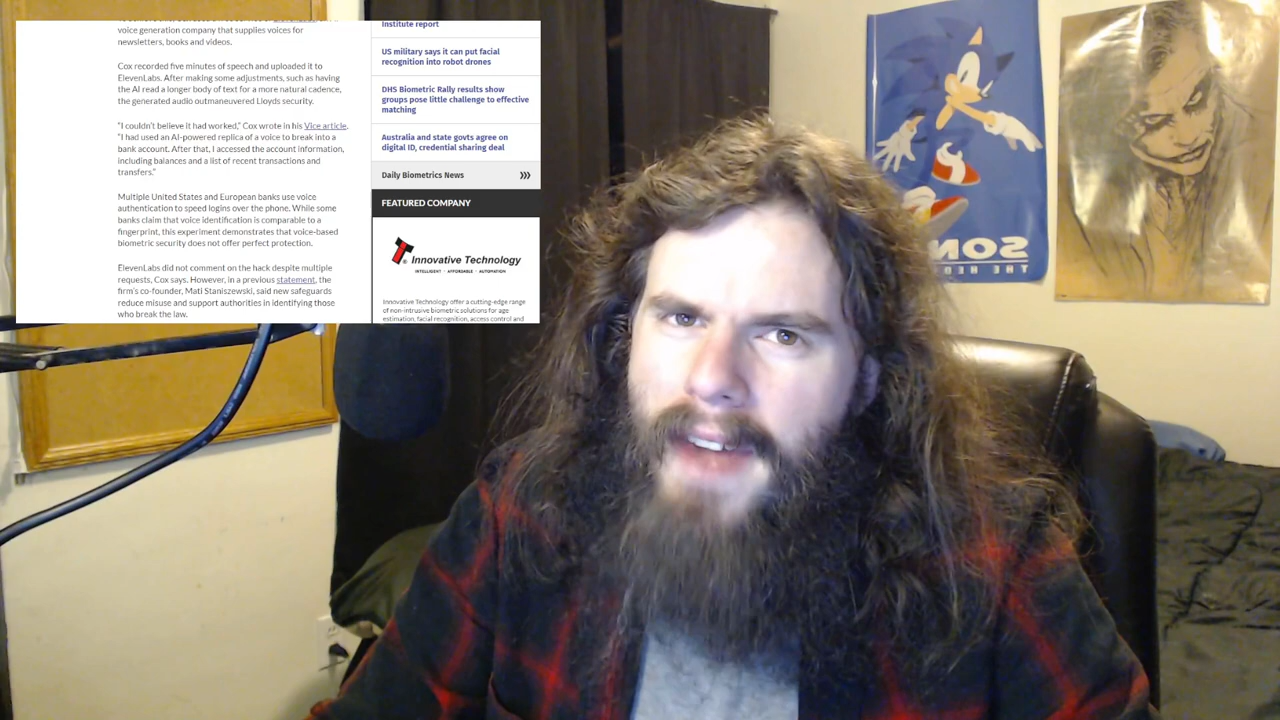 voice generation company that supplies voices for
newsletters, books and videos.
Cox recorded five minutes of speech and uploaded it to
ElevenLabs. After making some adjustments, such as having
the AI read a longer body of text for a more natural cadence,
the generated audio outmaneuvered Lloyds security.
“I couldn’t believe it had worked,” Cox wrote in his Vice article.
“I had used an AI-powered replica of a voice to break into a
bank account. After that, I accessed the account information,
including balances and a list of recent transactions and
transfers.”
Multiple United States and European banks use voice
authentication to speed logins over the phone. While some
banks claim that voice identification is comparable to a
fingerprint, this experiment demonstrates that voice-based
biometric security does not offer perfect protection.
ElevenLabs did not comment on the hack despite multiple
requests, Cox says. However, in a previous statement, the
firm’s co-founder, Mati Staniszewski, said new safeguards
reduce misuse and support authorities in identifying those
who break the law.
Institute report
US military says it can put facial
recognition into robot drones
DHS Biometric Rally results show
groups pose little challenge to effective
matching
Australia and state govts agree on
digital ID, credential sharing deal
Daily Biometrics News »»
FEATURED COMPANY
Innovative Technology
INTELLIGENT • AFFORDABLE • AUTOMATION
Innovative Technology offer a cutting-edge range
of non-intrusive biometric solutions for age
estimation, facial recognition, access control and
SON
THE HED